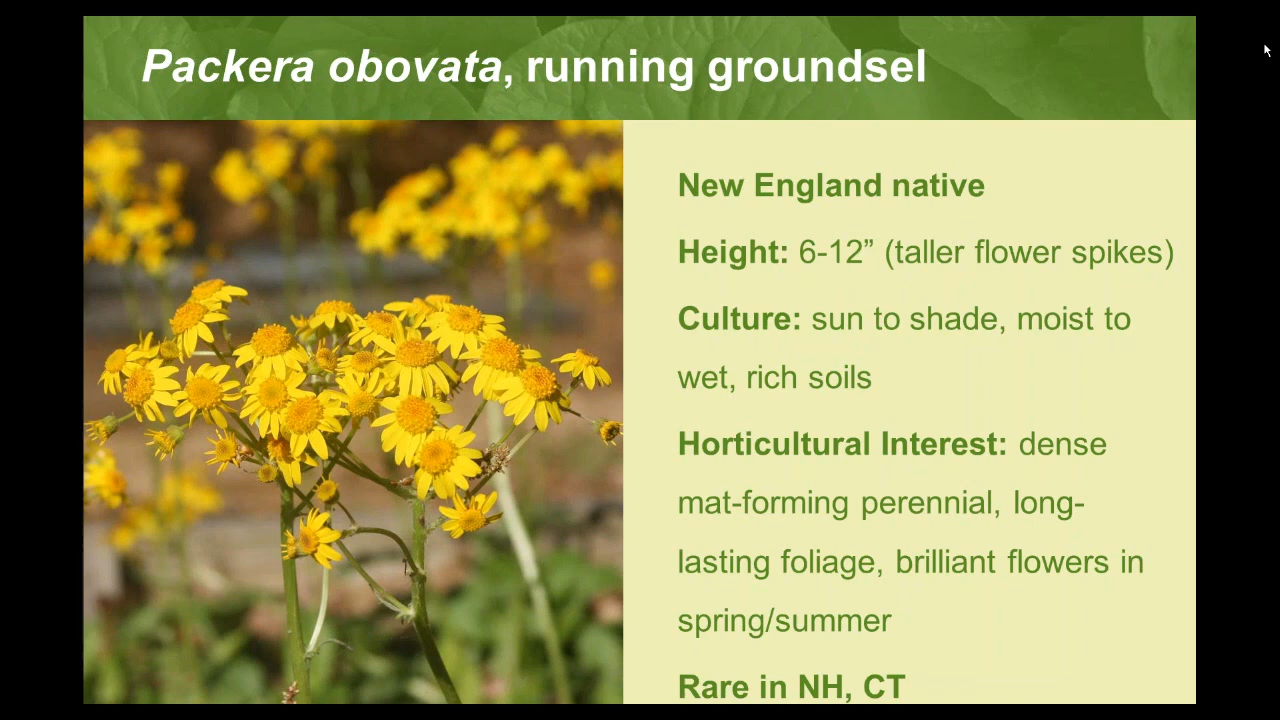 Packera obovata, running groundsel
New England native
Height: 6-12” (taller flower spikes)
Culture: sun to shade, moist to
wet, rich soils
Horticultural Interest: dense
mat-forming perennial, long-
lasting foliage, brilliant flowers in
spring/summer
Rare in NH, CT